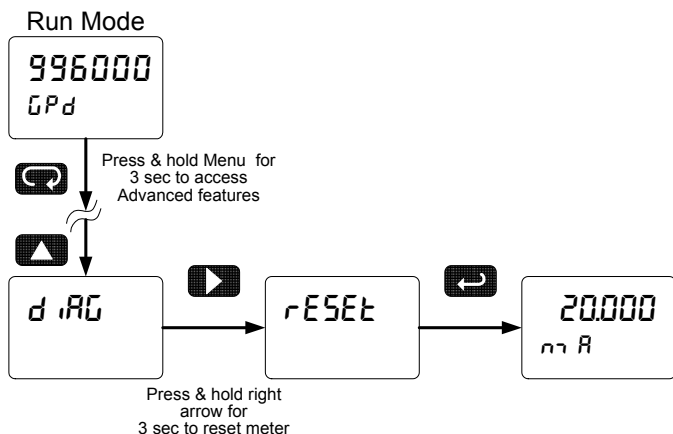 Run Mode
996000
GPd
Press & hold Menu for
3 sec to access
Advanced features
diAG
rESEt
20.000
mA
Press & hold right
arrow for
3 sec to reset meter